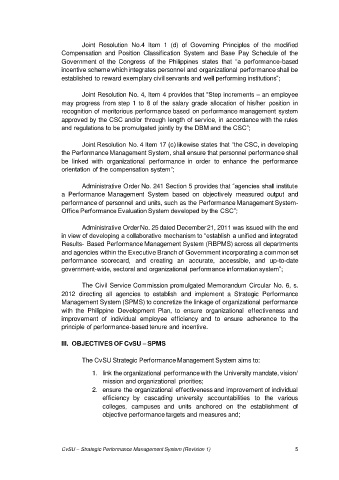 Joint Resolution No.4 Item 1 (d) of Governing Principles of the modified
Compensation and Position Classification System and Base Pay Schedule of the
Government of the Congress of the Philippines states that “a performance-based
incentive scheme which integrates personnel and organizational performance shall be
established to reward exemplary civil servants and well performing institutions”;
Joint Resolution No. 4, Item 4 provides that “Step Increments – an employee
may progress from step 1 to 8 of the salary grade allocation of his/her position in
recognition of meritorious performance based on performance management system
approved by the CSC and/or through length of service, in accordance with the rules
and regulations to be promulgated jointly by the DBM and the CSC”;
Joint Resolution No. 4 Item 17 (c) likewise states that “the CSC, in developing
the Performance Management System, shall ensure that personnel performance shall
be linked with organizational performance in order to enhance the performance
orientation of the compensation system”;
Administrative Order No. 241 Section 5 provides that “agencies shall institute
a Performance Management System based on objectively measured output and
performance of personnel and units, such as the Performance Management System-
Office Performance Evaluation System developed by the CSC”;
Administrative Order No. 25 dated December 21, 2011 was issued with the end
in view of developing a collaborative mechanism to “establish a unified and integrated
Results- Based Performance Management System (RBPMS) across all departments
and agencies within the Executive Branch of Government incorporating a common set
performance scorecard, and creating an accurate, accessible, and up-to-date
government-wide, sectoral and organizational performance information system”;
The Civil Service Commission promulgated Memorandum Circular No. 6, s.
2012 directing all agencies to establish and implement a Strategic Performance
Management System (SPMS) to concretize the linkage of organizational performance
with the Philippine Development Plan, to ensure organizational effectiveness and
improvement of individual employee efficiency and to ensure adherence to the
principle of performance-based tenure and incentive.
III. OBJECTIVES OF CvSU – SPMS
The CvSU Strategic Performance Management System aims to:
1. link the organizational performance with the University mandate, vision/
mission and organizational priorities;
2. ensure the organizational effectiveness and improvement of individual
efficiency by cascading university accountabilities to the various
colleges, campuses and units anchored on the establishment of
objective performance targets and measures and;
CvSU – Strategic Performance Management System (Revision 1) 5